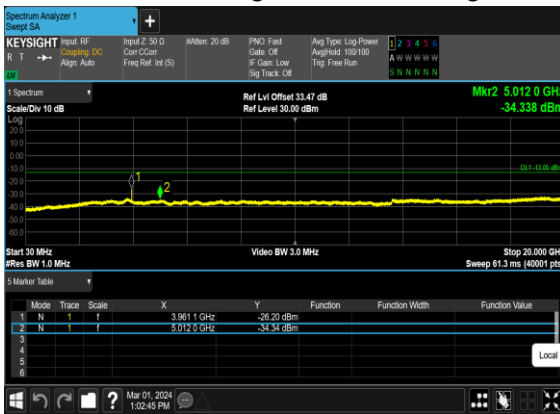 Spectrum Analyzer 1
Swept SA
KEYSIGHT
R T
LV
Input: RF
Coupling: DC
Align: Auto
Input Z: 50 Ω
Corr CCorr
Freq Ref: Int (S)
#Atten: 20 dB
PNO: Fast
Gate: Off
IF Gain: Low
Sig Track: Off
Avg Type: Log-Power
Avg|Hold: 100/100
Trig: Free Run
1 2 3 4 5 6
A W W W W W
S N N N N N
1 Spectrum
Scale/Div 10 dB
Ref Lvl Offset 33.47 dB
Ref Level 30.00 dBm
Mkr2 5.012 0 GHz
-34.338 dBm
Log
20.0
10.0
0.00
-10.0
-20.0
-30.0
-40.0
-50.0
-60.0
DL1 -13.00 dBm
1
2
Start 30 MHz
#Res BW 1.0 MHz
Video BW 3.0 MHz
Stop 20.000 GH
Sweep 61.3 ms (40001 pts
5 Marker Table
Mode Trace Scale X Y Function Function Width Function Value
1 N 1 f 3.961 1 GHz -26.20 dBm
2 N 1 f 5.012 0 GHz -34.34 dBm
3
4
5
6
Local
Mar 01, 2024
1:02:45 PM